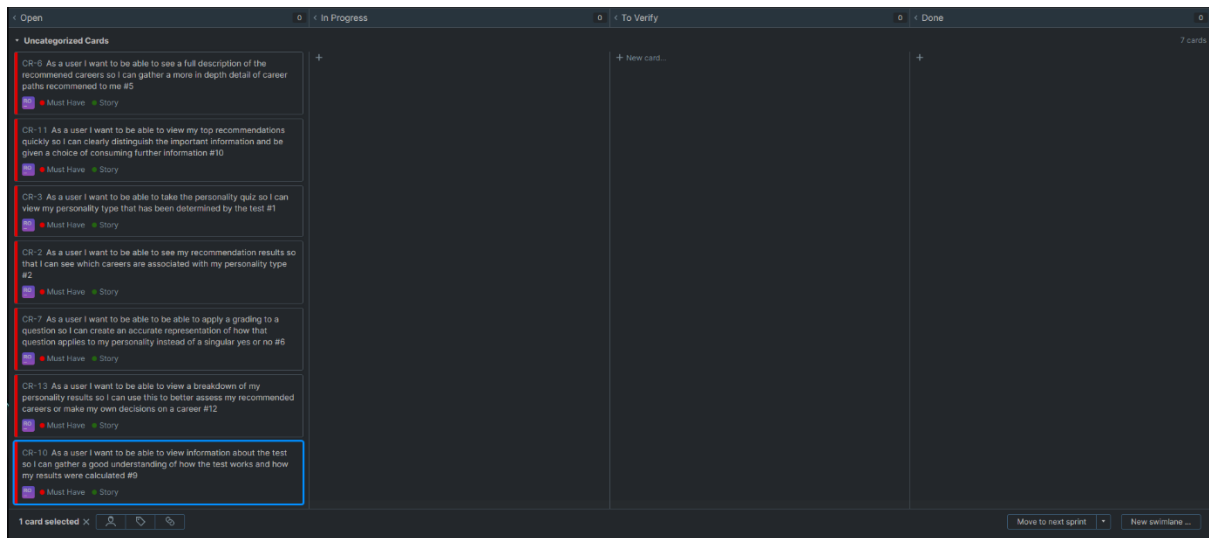 < Open 0 < In Progress 0 < To Verify 0 < Done 0
Uncategorized Cards 7 cards
CR-6 As a user I want to be able to see a full description of the
recommened careers so I can gather a more in depth detail of career
paths recommened to me #5
Must Have Story
+ + New card... +
CR-11 As a user I want to be able to view my top recommendations
quickly so I can clearly distinguish the important information and be
given a choice of consuming further information #10
Must Have Story
CR-3 As a user I want to be able to take the personality quiz so I can
view my personality type that has been determined by the test #1
Must Have Story
CR-2 As a user I want to be able to see my recommendation results so
that I can see which careers are associated with my personality type
#2
Must Have Story
CR-7 As a user I want to be able to be able to apply a grading to a
question so I can create an accurate representation of how that
question applies to my personality instead of a singular yes or no #6
Must Have Story
CR-13 As a user I want to be able to view a breakdown of my
personality results so I can use this to better assess my recommended
careers or make my own decisions on a career #12
Must Have Story
CR-10 As a user I want to be able to view information about the test
so I can gather a good understanding of how the test works and how
my results were calculated #9
Must Have Story
1 card selected × Move to next sprint New swimlane ...